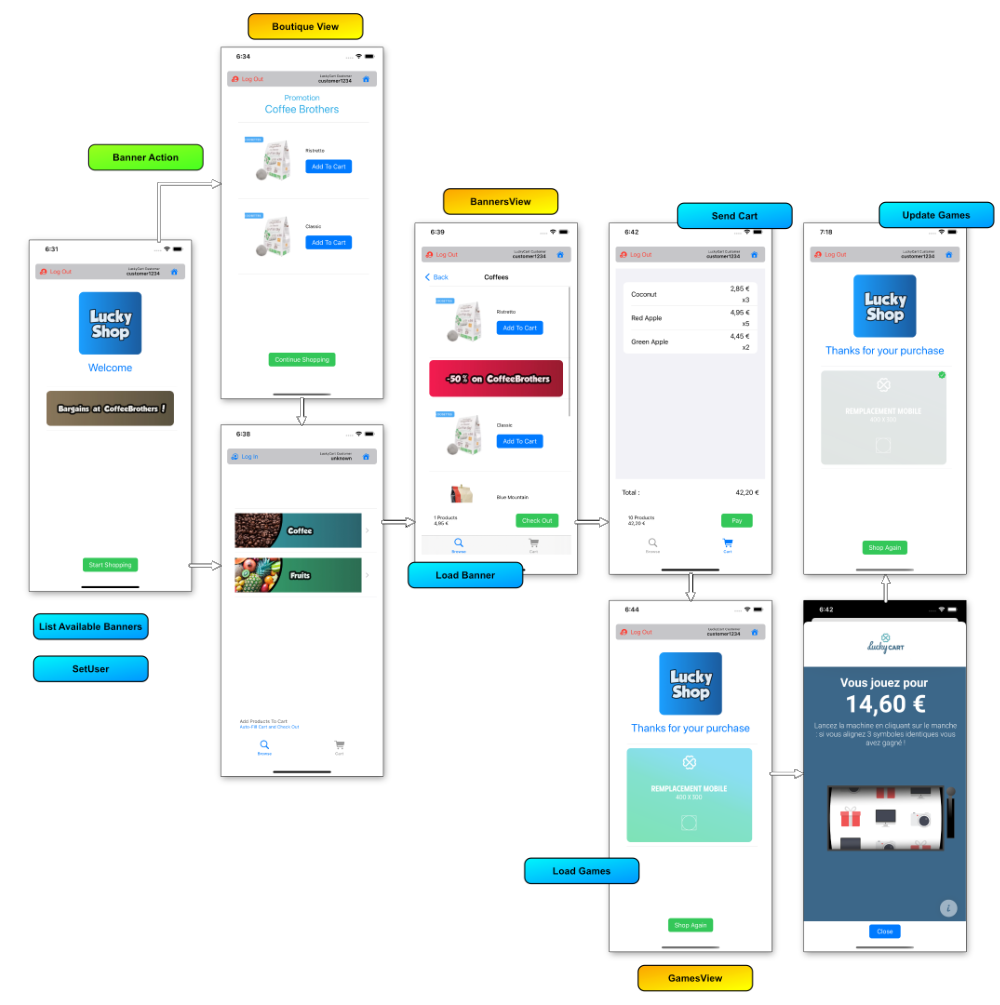 Boutique View
6:34
Log Out
LuckyCart Customer
customer1234
Promotion
Coffee Brothers
Ristretto
Add To Cart
Classic
Add To Cart
Continue Shopping
Banner Action
6:31
Log Out
LuckyCart Customer
customer1234
Lucky
Shop
Welcome
Bargains at CoffeeBrothers !
Start Shopping
List Available Banners
SetUser
6:38
Log In
LuckyCart Customer
unknown
Coffee
Fruits
Add Products To Cart
Auto-Fill Cart and Check Out
Browse
Cart
BannersView
6:39
Log Out
LuckyCart Customer
customer1234
Back
Coffees
Ristretto
Add To Cart
-50% on CoffeeBrothers
Classic
Add To Cart
Blue Mountain
1 Products
4,95 €
Check Out
Browse
Cart
Load Banner
Send Cart
6:42
Log Out
LuckyCart Customer
customer1234
Coconut
2,85 €
x3
Red Apple
4,95 €
x5
Green Apple
4,45 €
x2
Total :
42,20 €
10 Products
42,20 €
Pay
Browse
Cart
Update Games
7:18
Log Out
LuckyCart Customer
customer1234
Lucky
Shop
Thanks for your purchase
REMPLACEMENT MOBILE
Shop Again
6:44
Log Out
LuckyCart Customer
customer1234
Lucky
Shop
Thanks for your purchase
REMPLACEMENT MOBILE
Load Games
Shop Again
GamesView
6:42
Lucky CART
Vous jouez pour
14,60 €
Lancez la machine en cliquant sur le manche
: si vous alignez 3 symboles identiques vous
avez gagné !
i
Close